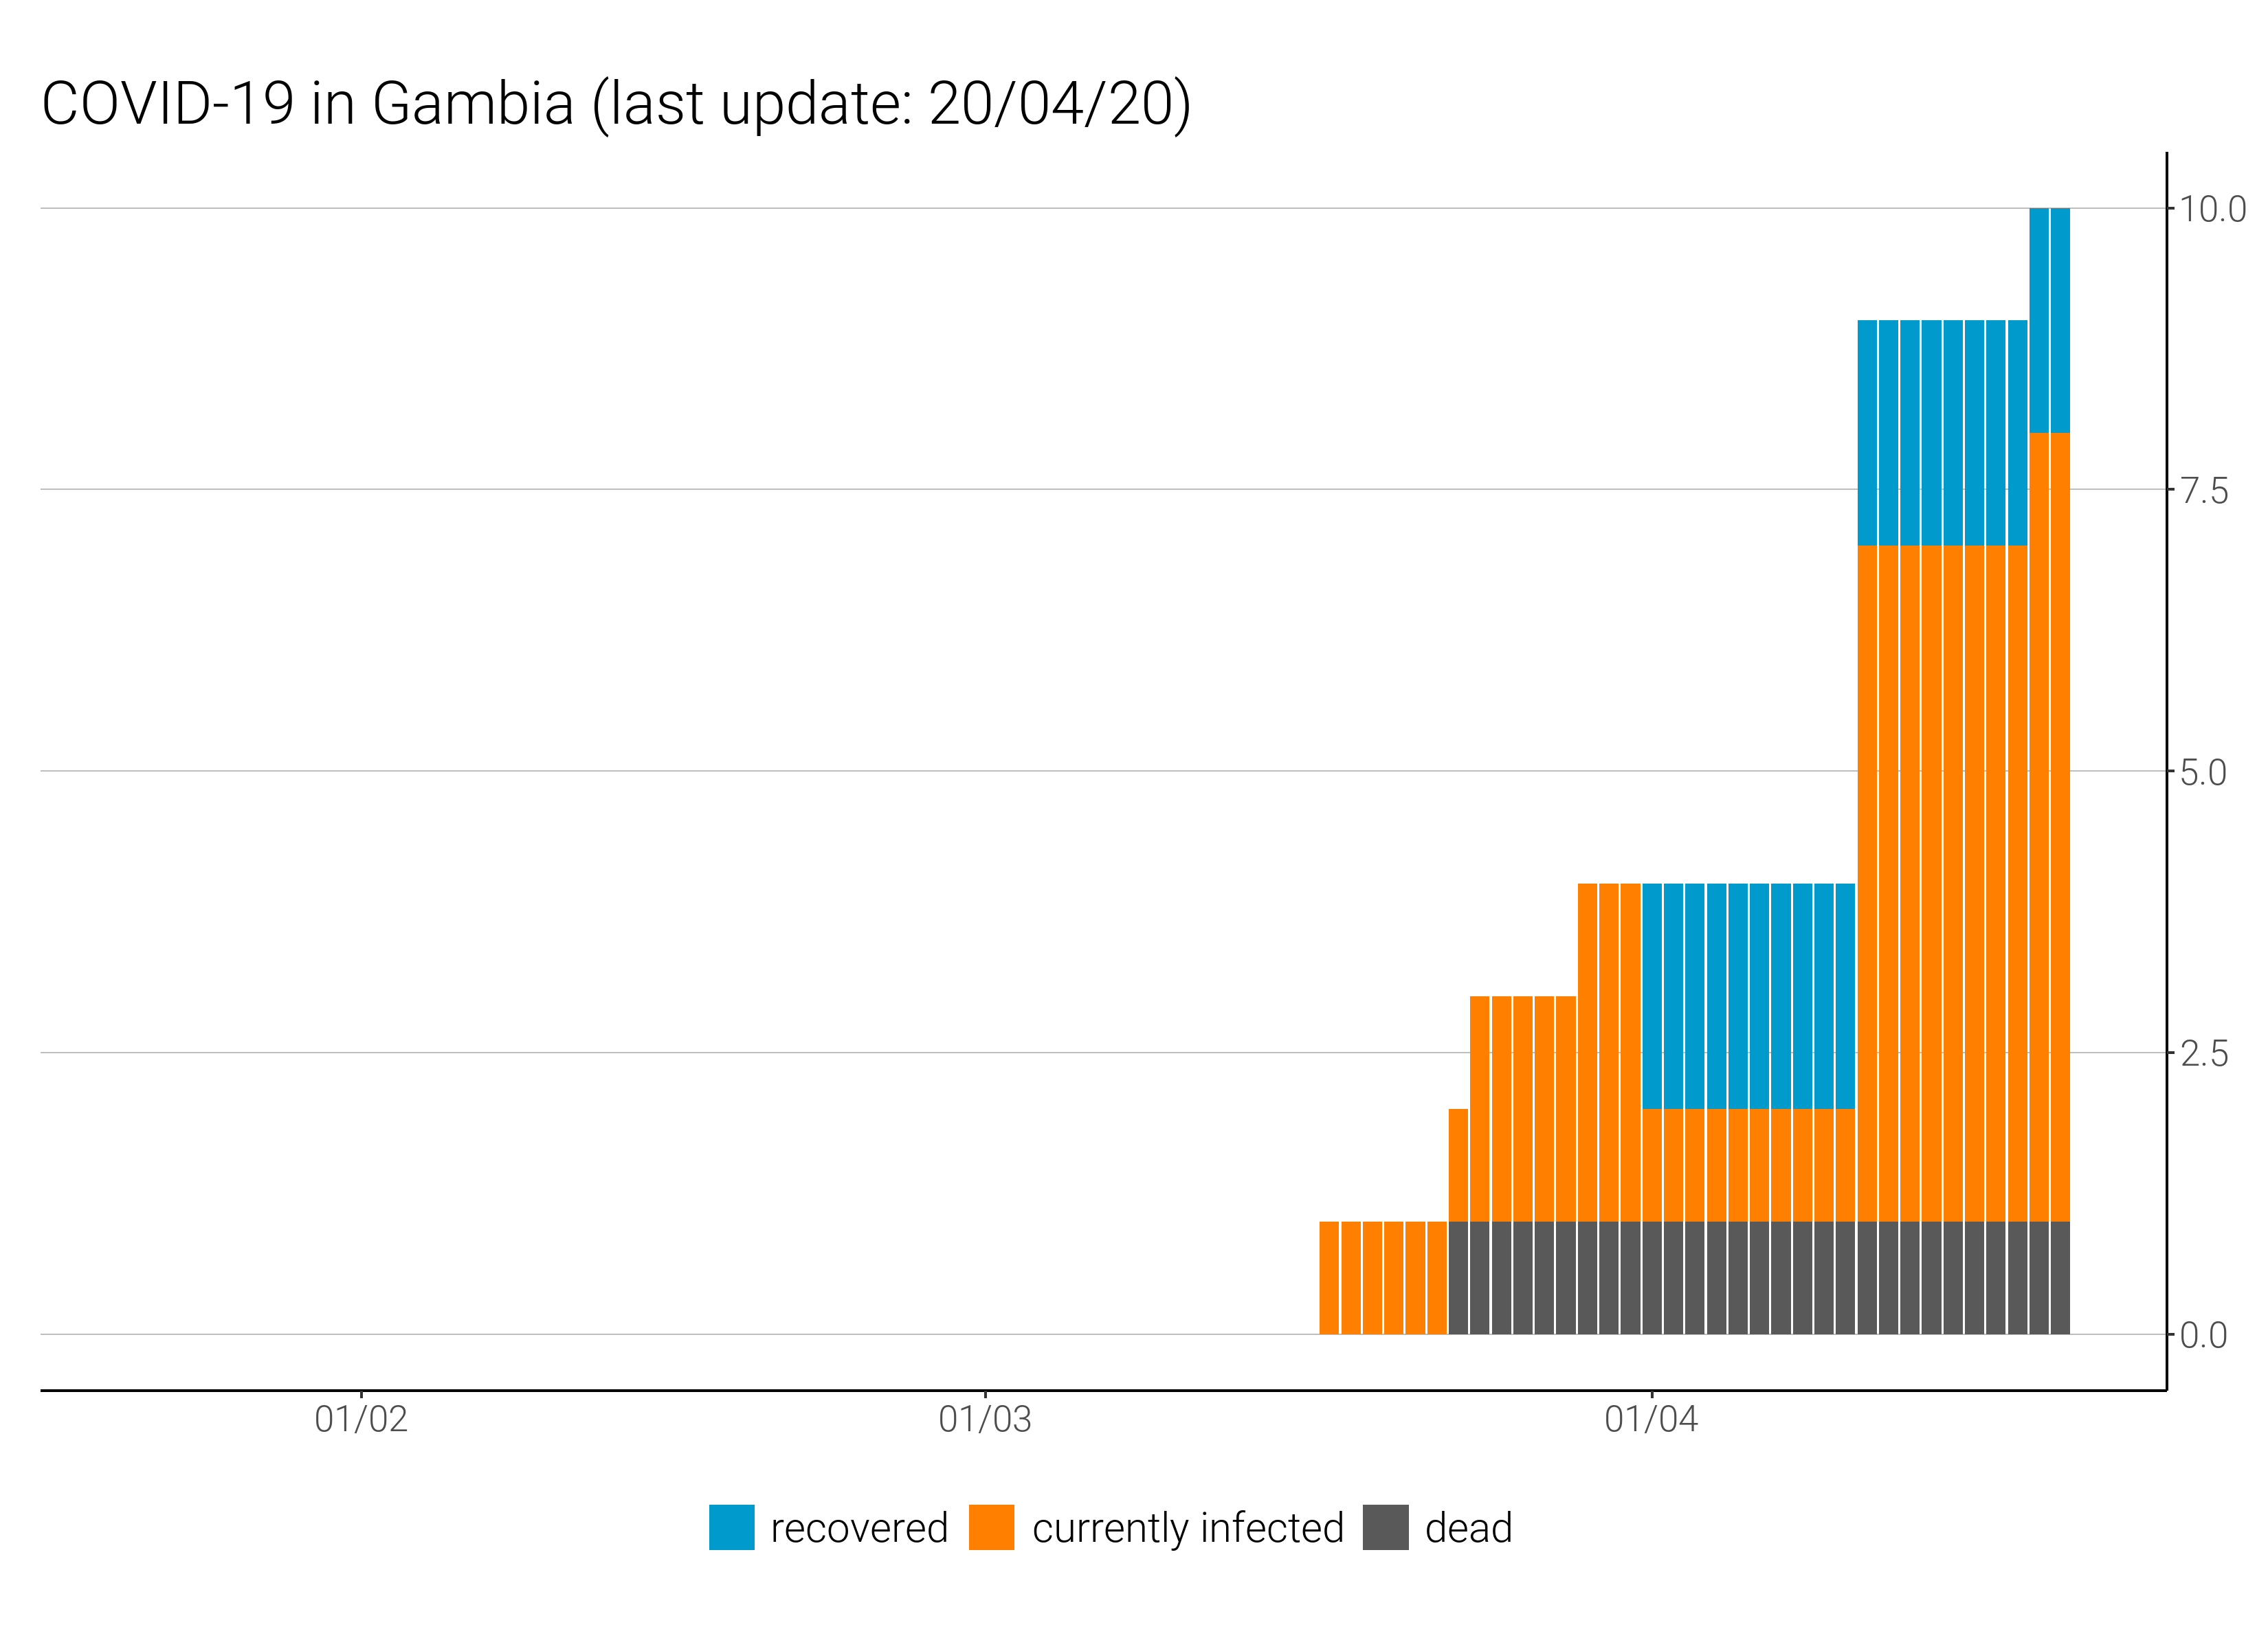 COVID-19 in Gambia (last update: 20/04/20)
10.0
7.5
5.0
2.5
0.0
01/02 01/03 01/04
recovered currently infected dead